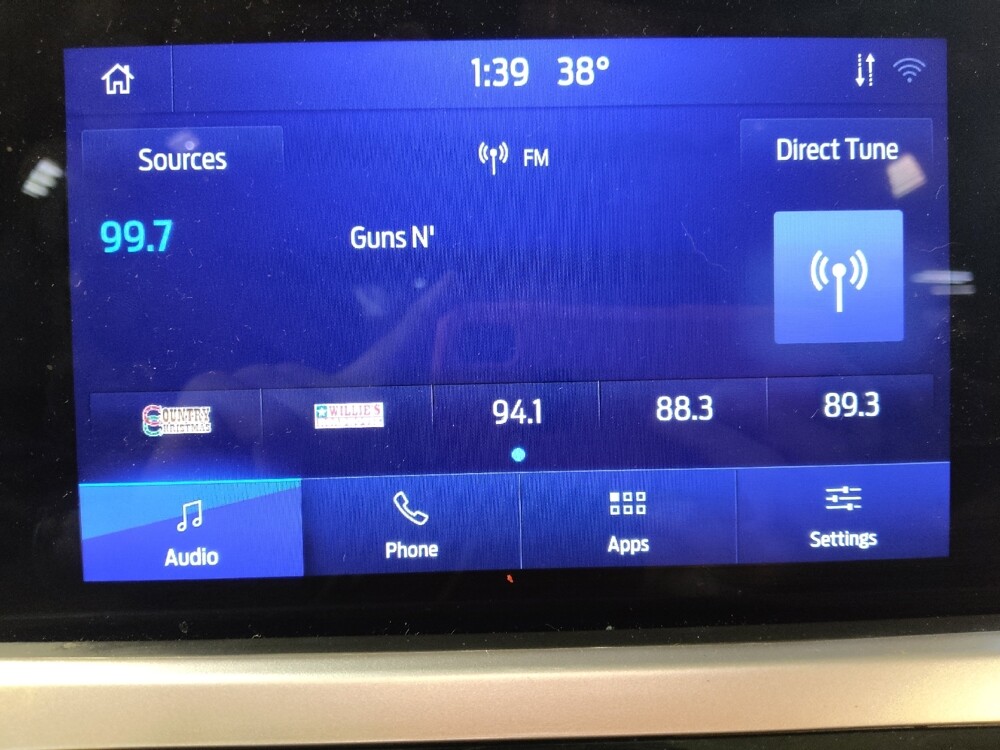 1:39 38°
Sources
FM
Direct Tune
99.7
Guns N'
COUNTRY
CHRISTMAS
WILLIE'S
94.1
88.3
89.3
Audio
Phone
Apps
Settings